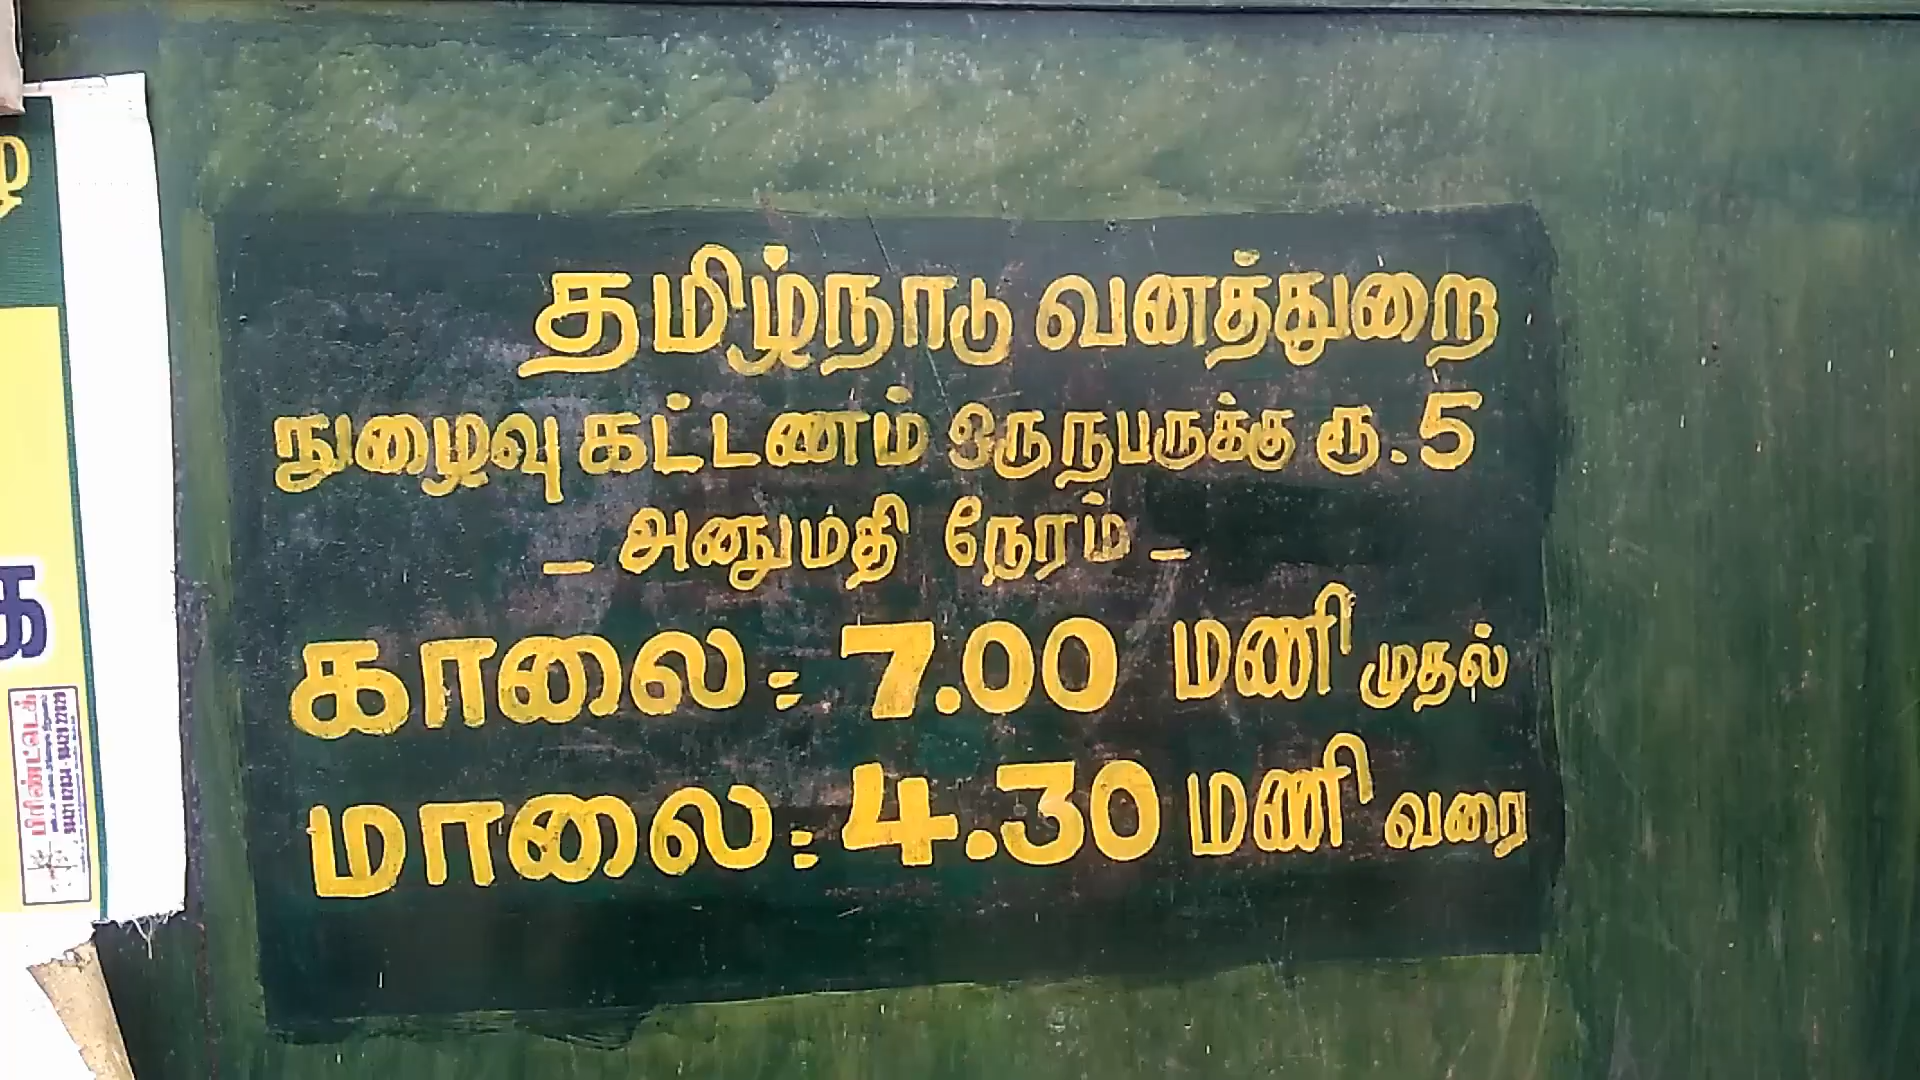 தமிழ்நாடு வனத்துறை
நுழைவு கட்டணம் ஒரு நபருக்கு ரூ. 5
- அனுமதி நேரம் -
காலை: 7.00 மணி முதல்
மாலை: 4.30 மணி வரை
பிரின்ட்வேர்ல்டு